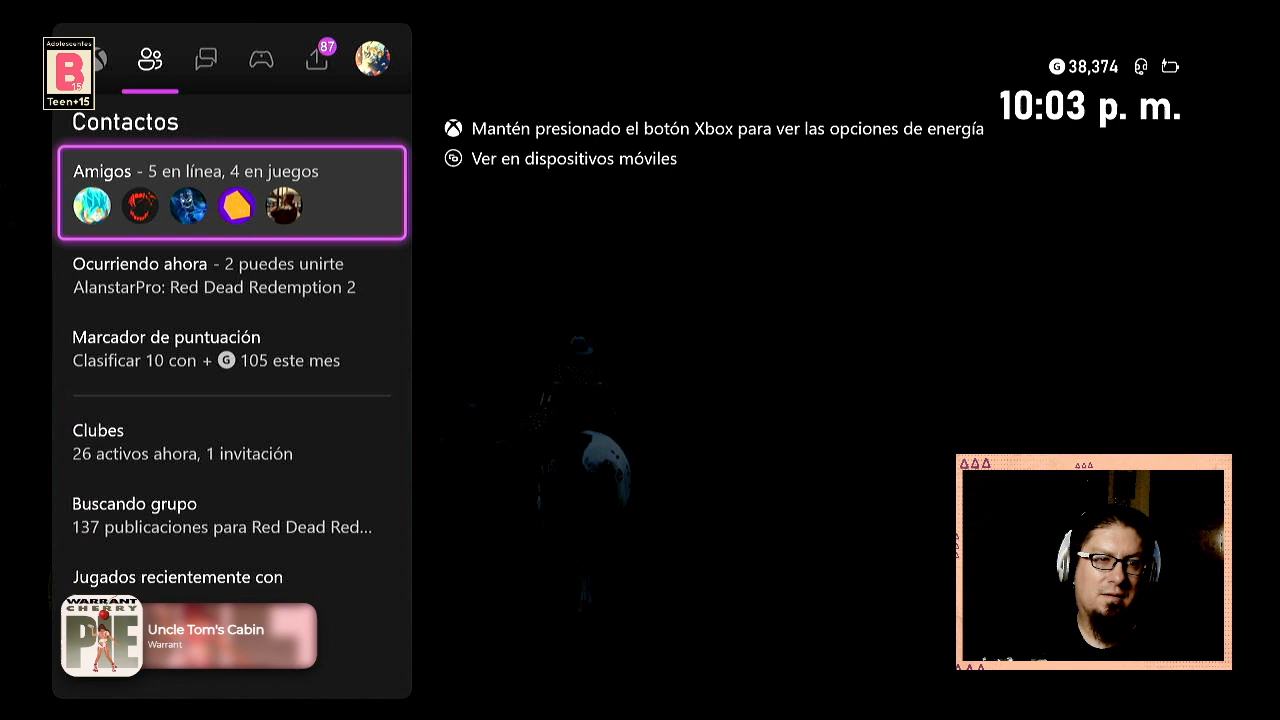 Adolescentes
B
15
Teen+15
87
Contactos
Amigos - 5 en línea, 4 en juegos
Ocurriendo ahora - 2 puedes unirte
AlanstarPro: Red Dead Redemption 2
Marcador de puntuación
Clasificar 10 con + G 105 este mes
Clubes
26 activos ahora, 1 invitación
Buscando grupo
137 publicaciones para Red Dead Red...
Jugados recientemente con
WARRANT
CHERRY
PIE
Uncle Tom's Cabin
Warrant
Mantén presionado el botón Xbox para ver las opciones de energía
Ver en dispositivos móviles
G 38,374
10:03 p. m.